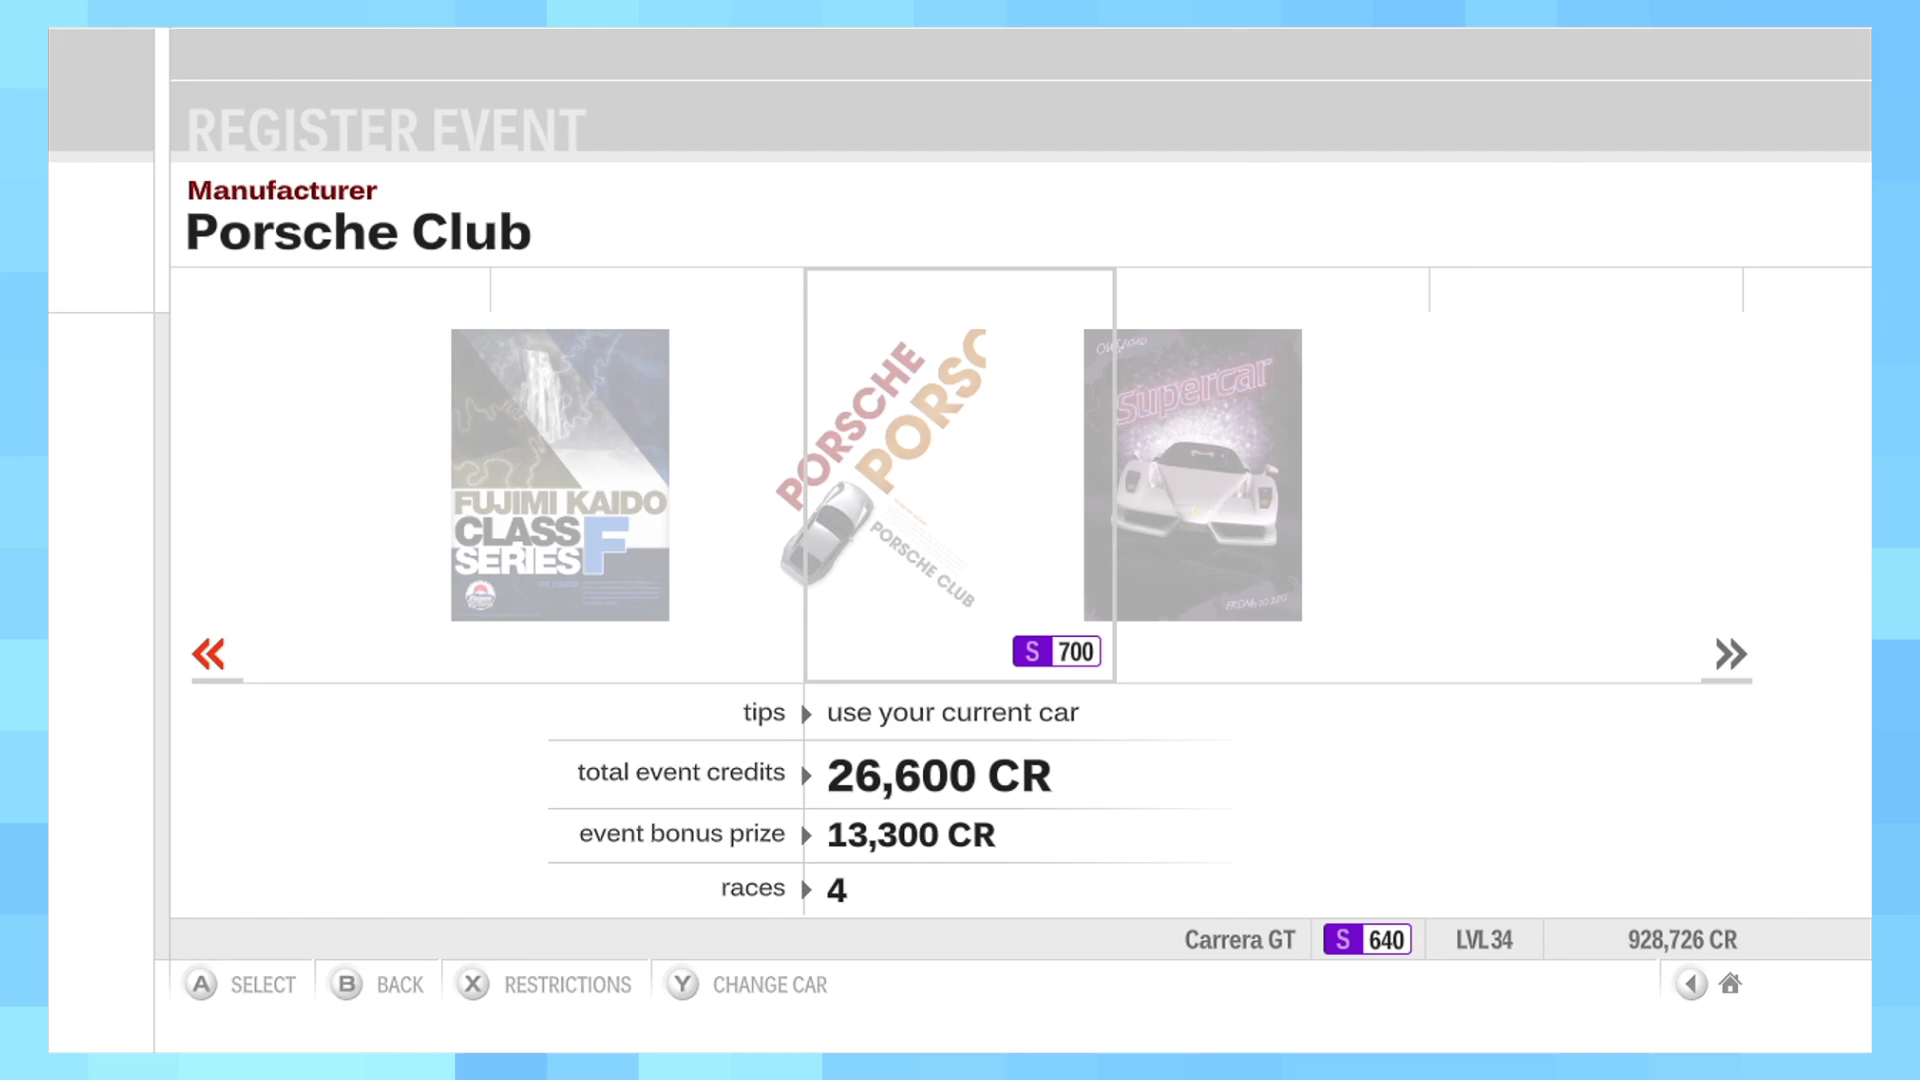 REGISTER EVENT
Manufacturer
Porsche Club
FUJIMI KAIDO
CLASS
SERIES F
PORSCHE
PORSC
PORSCHE CLUB
Supercar
S 700
tips use your current car
total event credits 26,600 CR
event bonus prize 13,300 CR
races 4
Carrera GT S 640 LVL 34 928,726 CR
A SELECT B BACK X RESTRICTIONS Y CHANGE CAR